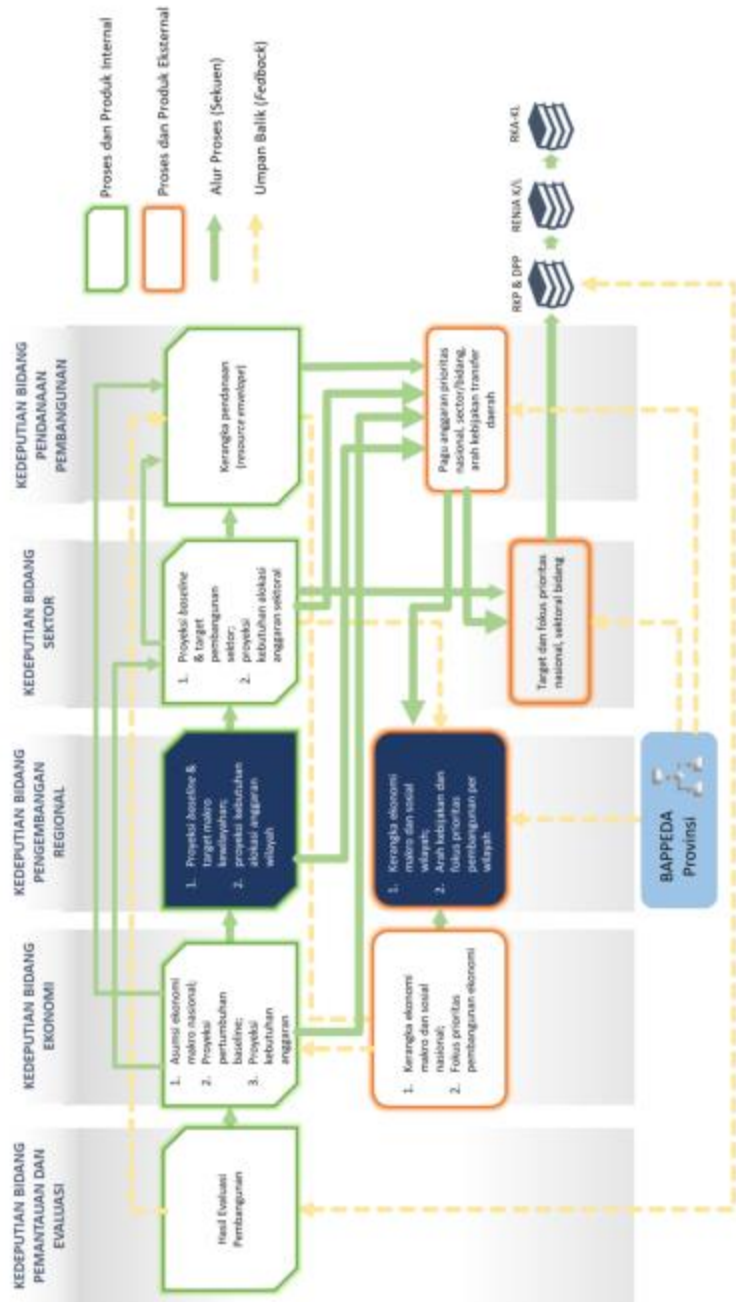 KEDEPUTIAN BIDANG
PEMANTAUAN DAN
EVALUASI
KEDEPUTIAN BIDANG
EKONOMI
KEDEPUTIAN BIDANG
PENGEMBANGAN
REGIONAL
KEDEPUTIAN BIDANG
SEKTOR
KEDEPUTIAN BIDANG
PENDANAAN
PEMBANGUNAN
Proses dan Produk Internal
Proses dan Produk Eksternal
Alur Proses (Sekuen)
Umpan Balik (Fedback)
Hasil Evaluasi
Pembangunan
1. Asumsi ekonomi
makro nasional;
2. Proyeksi
pertumbuhan
baseline;
3. Proyeksi
kebutuhan
anggaran
1. Proyeksi baseline &
target makro
kewilayahan;
2. proyeksi kebutuhan
alokasi anggaran
wilayah
1. Proyeksi baseline
& target
pembangunan
sektor;
2. proyeksi
kebutuhan alokasi
anggaran sektoral
Kerangka pendanaan
(resource envelope)
1. Kerangka ekonomi
makro dan sosial
nasional;
2. Fokus prioritas
pembangunan ekonomi
1. Kerangka ekonomi
makro dan sosial
wilayah;
2. Arah kebijakan dan
fokus prioritas
pembangunan per
wilayah
Pagu anggaran prioritas
nasional, sector/bidang,
arah kebijakan transfer
daerah
Target dan fokus prioritas
nasional, sektoral bidang
RKP & DPP
RENJA K/L
RKA-KL
BAPPEDA
Provinsi